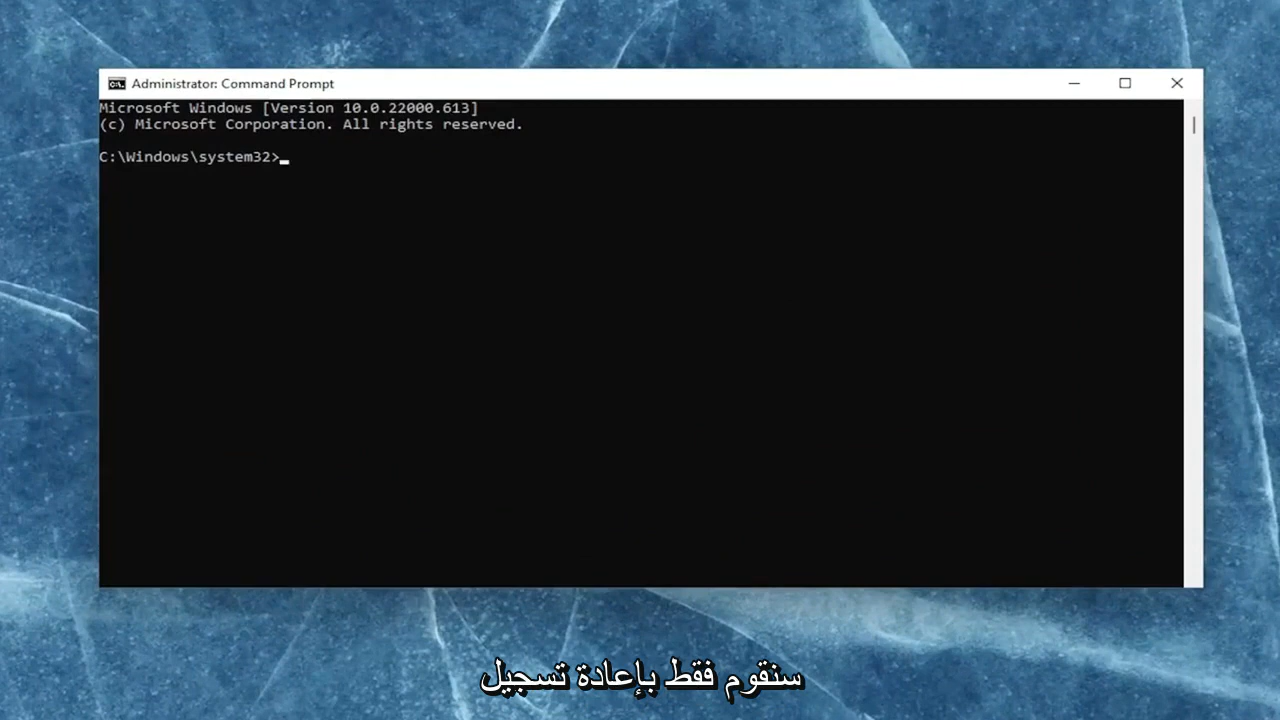 Administrator: Command Prompt
Microsoft Windows [Version 10.0.22000.613]
(c) Microsoft Corporation. All rights reserved.
C:\Windows\system32>
سنقوم فقط بإعادة تسجيل